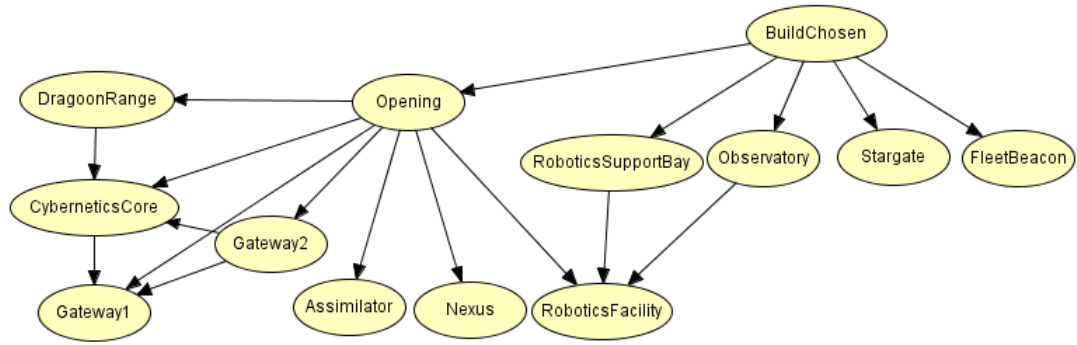 BuildChosen
DragoonRange
Opening
RoboticsSupportBay
Observatory
Stargate
FleetBeacon
CyberneticsCore
Gateway2
Gateway1
Assimilator
Nexus
RoboticsFacility